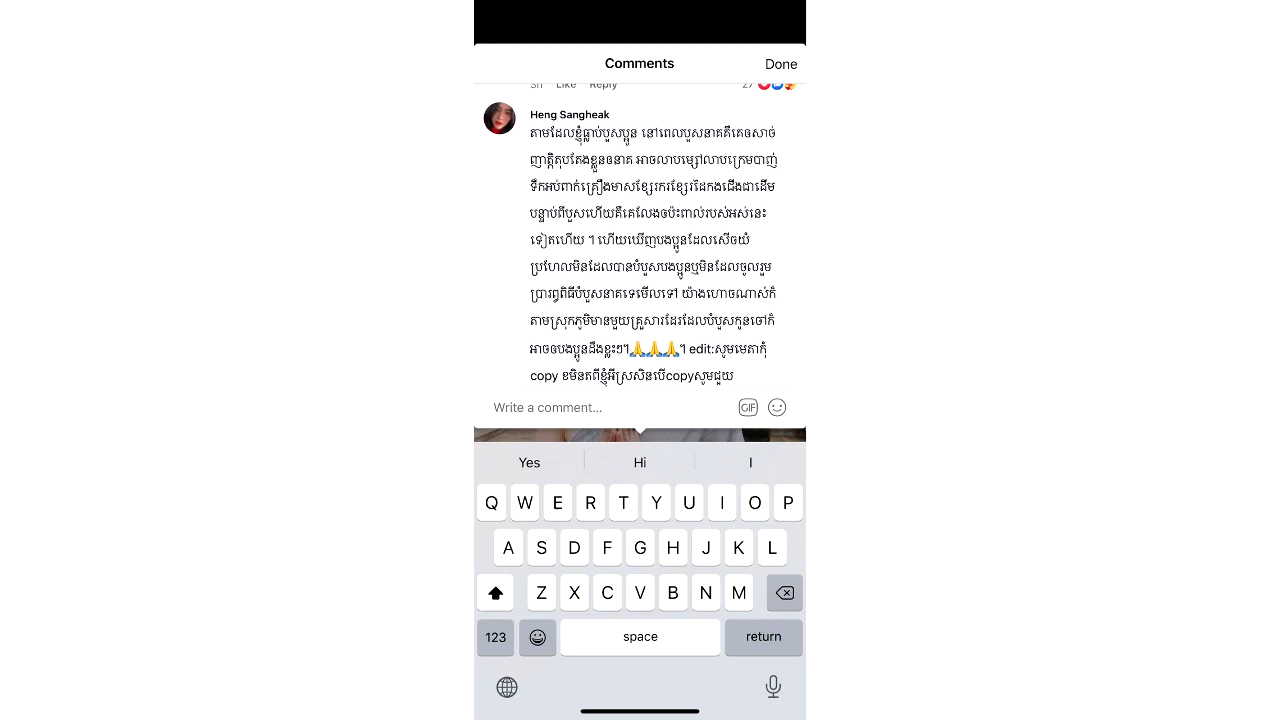 Comments
Done
3h Like Reply 27
Heng Sangheak
តាមដែលខ្ញុំធ្លាប់បួសប្អូន នៅពេលបួសនាគគឺគេឲសាច់
ញាត្តិតុបតែងខ្លួនឲនាគ អាចលាបម្សៅលាបក្រេមបាញ់
ទឹកអប់ពាក់គ្រឿងមាសខ្សែរករខ្សែរដៃកងជើងជាដើម
បន្ទាប់ពីបួសហើយគឺគេលែងឲប៉ះពាល់របស់អស់នេះ
ទៀតហើយ ។ ហើយឃើញបងប្អូនដែលសើចយំ
ប្រហែលមិនដែលបានបំបួសបងប្អូនឬមិនដែលចូលរួម
ប្រារព្ធពិធីបំបួសនាគទេមើលទៅ យ៉ាងហោចណាស់ក៏
តាមស្រុកភូមិមានមួយគ្រួសារដែរដែលបំបួសកូនចៅក៏
អាចឲបងប្អូនដឹងខ្លះៗ។🙏🙏🙏។ edit:សូមមេតាកុំ
copy ខមិនតពីខ្ញុំអីស្រសិនបើcopyសូមជួយ
Write a comment...
GIF
Yes Hi I
Q W E R T Y U I O P
A S D F G H J K L
Z X C V B N M
123 space return